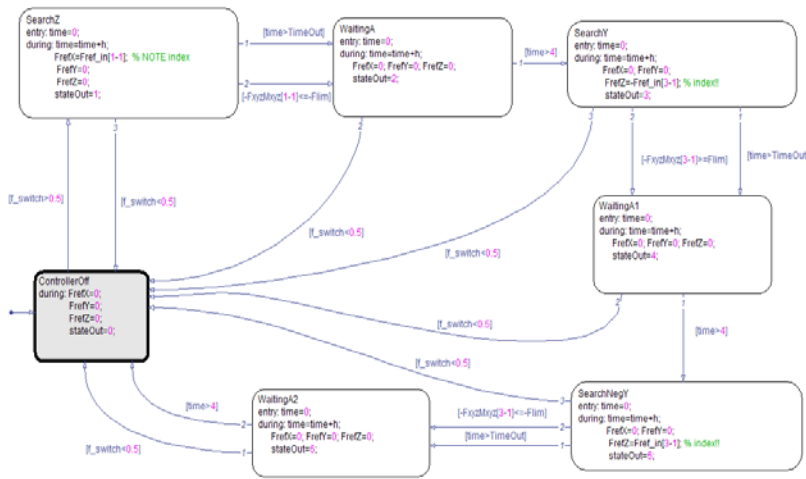 SearchZ
entry: time=0;
during: time=time+h;
FrefX=Fref_in[1-1]; % NOTE index
FrefY=0;
FrefZ=0;
stateOut=1;
1
[time>TimeOut]
2
[-FxyzMxyz[1-1]<=-Flim]
WaitingA
entry: time=0;
during: time=time+h;
FrefX=0; FrefY=0; FrefZ=0;
stateOut=2;
1
[time>4]
SearchY
entry: time=0;
during: time=time+h;
FrefX=0; FrefY=0;
FrefZ=-Fref_in[3-1]; % index!!
stateOut=3;
3
2
3
2
1
[-FxyzMxyz[3-1]>=Flim]
[time>TimeOut]
[f_switch>0.5]
[f_switch<0.5]
[f_switch<0.5]
[f_switch<0.5]
WaitingA1
entry: time=0;
during: time=time+h;
FrefX=0; FrefY=0; FrefZ=0;
stateOut=4;
2
1
ControllerOff
during: FrefX=0;
FrefY=0;
FrefZ=0;
stateOut=0;
[f_switch<0.5]
[time>4]
[f_switch<0.5]
SearchNegY
entry: time=0;
during: time=time+h;
FrefX=0; FrefY=0;
FrefZ=Fref_in[3-1]; % index!!
stateOut=5;
3
2
1
[-FxyzMxyz[3-1]<=-Flim]
[time>TimeOut]
WaitingA2
entry: time=0;
during: time=time+h;
FrefX=0; FrefY=0; FrefZ=0;
stateOut=6;
2
1
[time>4]
[f_switch<0.5]